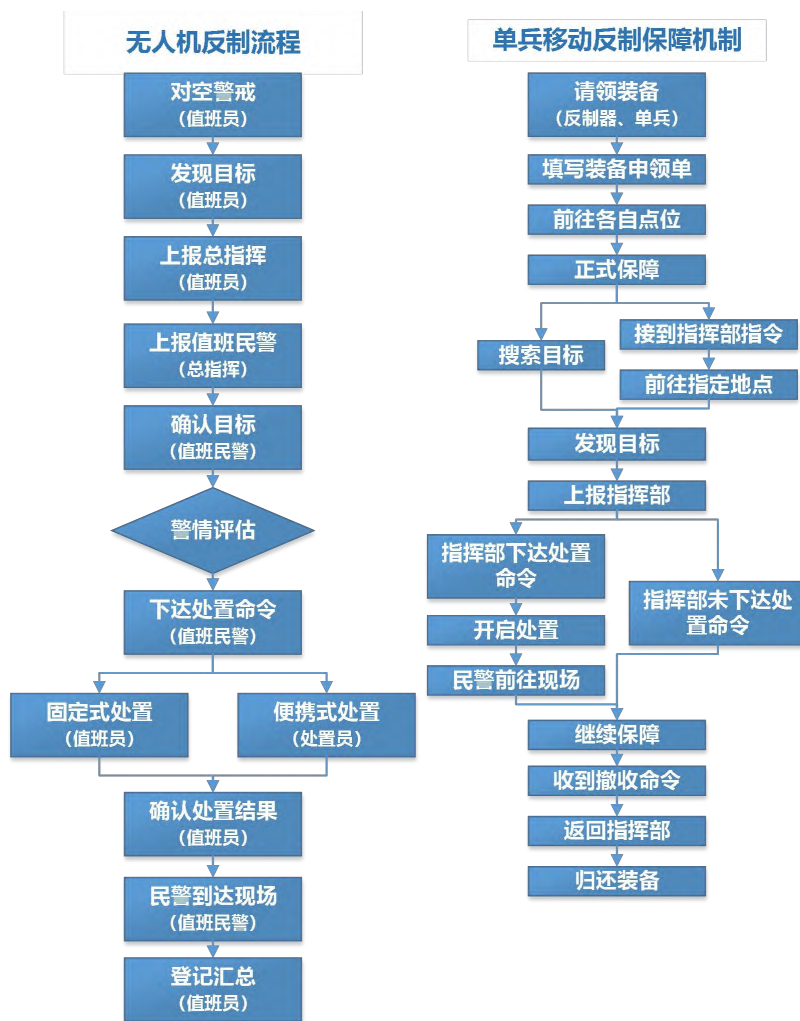 无人机反制流程
对空警戒
（值班员）
发现目标
（值班员）
上报总指挥
（值班员）
上报值班民警
（总指挥）
确认目标
（值班民警）
警情评估
下达处置命令
（值班民警）
固定式处置
（值班员）
便携式处置
（处置员）
确认处置结果
（值班员）
民警到达现场
（值班民警）
登记汇总
（值班员）
单兵移动反制保障机制
请领装备
（反制器、单兵）
填写装备申领单
前往各自点位
正式保障
搜索目标
接到指挥部指令
前往指定地点
发现目标
上报指挥部
指挥部下达处置
命令
开启处置
民警前往现场
指挥部未下达处
置命令
继续保障
收到撤收命令
返回指挥部
归还装备